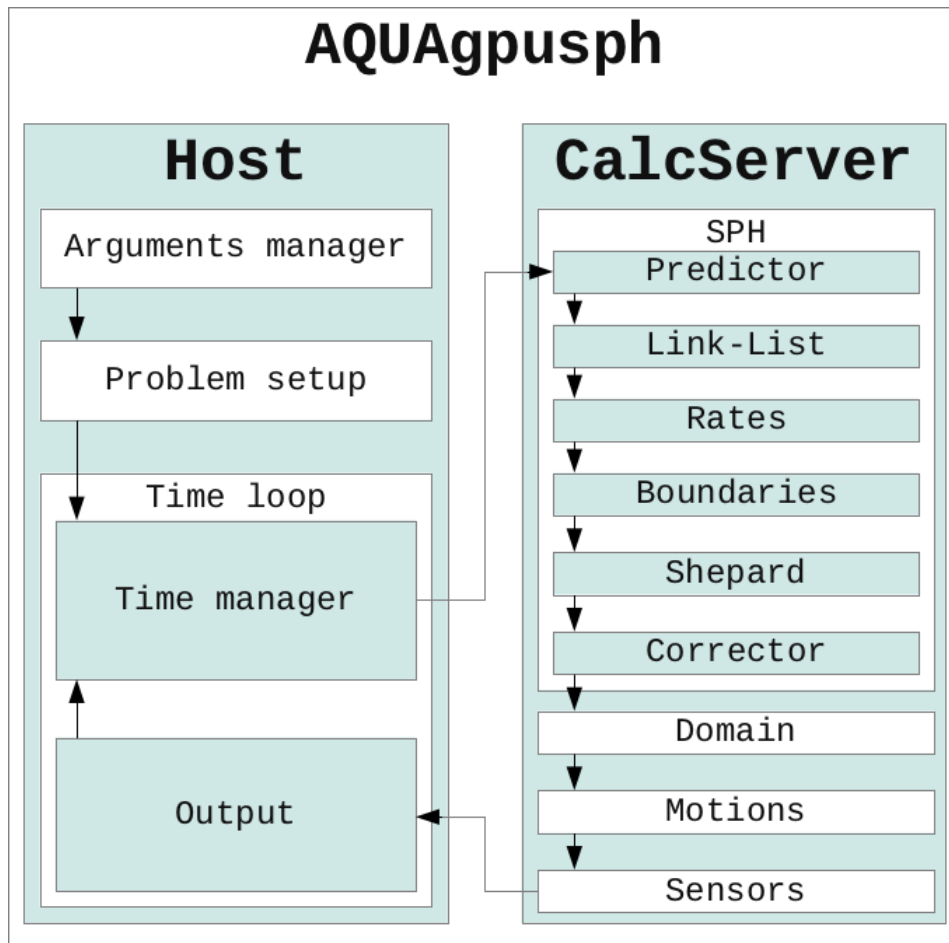 AQUAgpusph
Host
Arguments manager
Problem setup
Time loop
Time manager
Output
CalcServer
SPH
Predictor
Link-List
Rates
Boundaries
Shepard
Corrector
Domain
Motions
Sensors